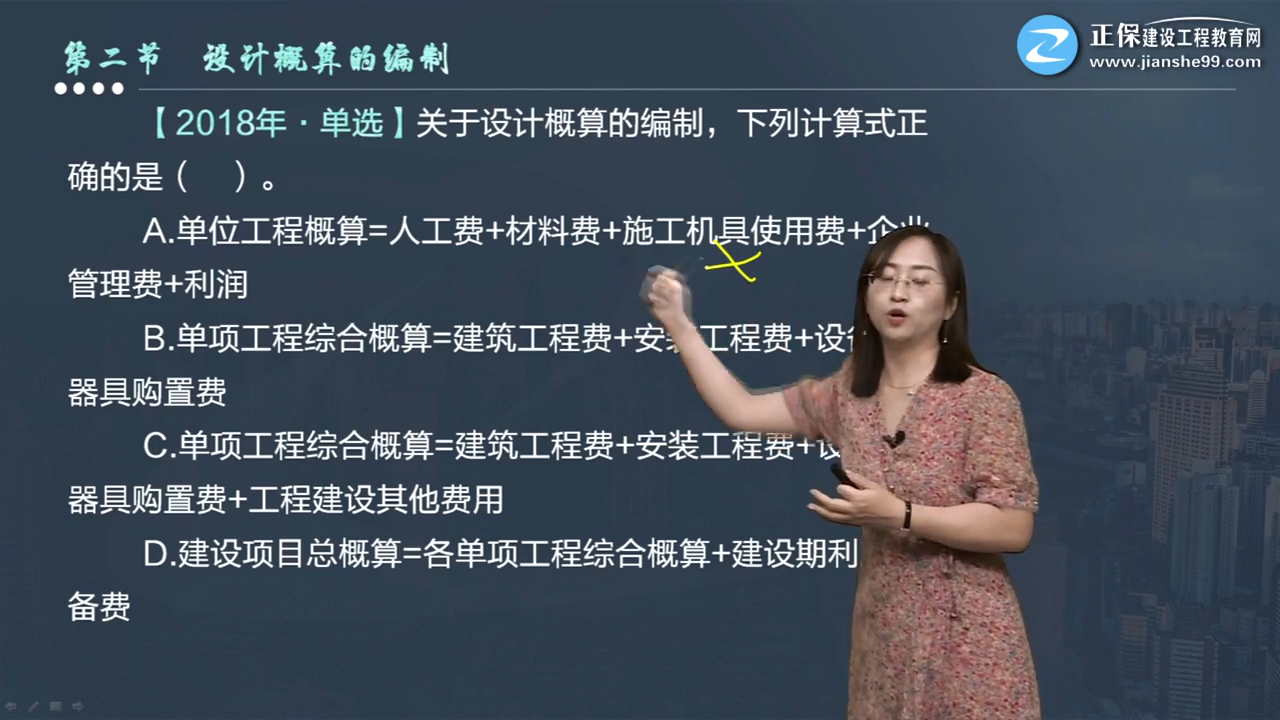 正保建设工程教育网
www.jianshe99.com
第二节 设计概算的编制
【2018年·单选】关于设计概算的编制，下列计算式正
确的是（ ）。
A.单位工程概算=人工费+材料费+施工机具使用费+企业
管理费+利润
B.单项工程综合概算=建筑工程费+安装工程费+设备
器具购置费
C.单项工程综合概算=建筑工程费+安装工程费+设
器具购置费+工程建设其他费用
D.建设项目总概算=各单项工程综合概算+建设期利
备费